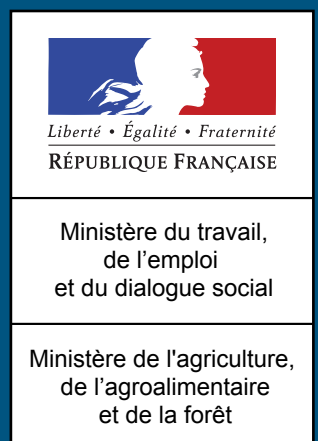 Liberté • Égalité • Fraternité
RÉPUBLIQUE FRANÇAISE
Ministère du travail,
de l’emploi
et du dialogue social
Ministère de l'agriculture,
de l’agroalimentaire
et de la forêt